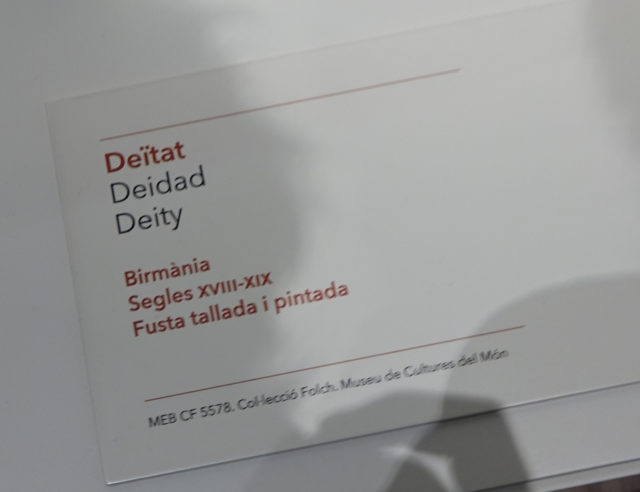 Deïtat
Deidad
Deity
Birmània
Segles XVIII-XIX
Fusta tallada i pintada
MEB CF 5578. Col·lecció Folch. Museu de Cultures del Món